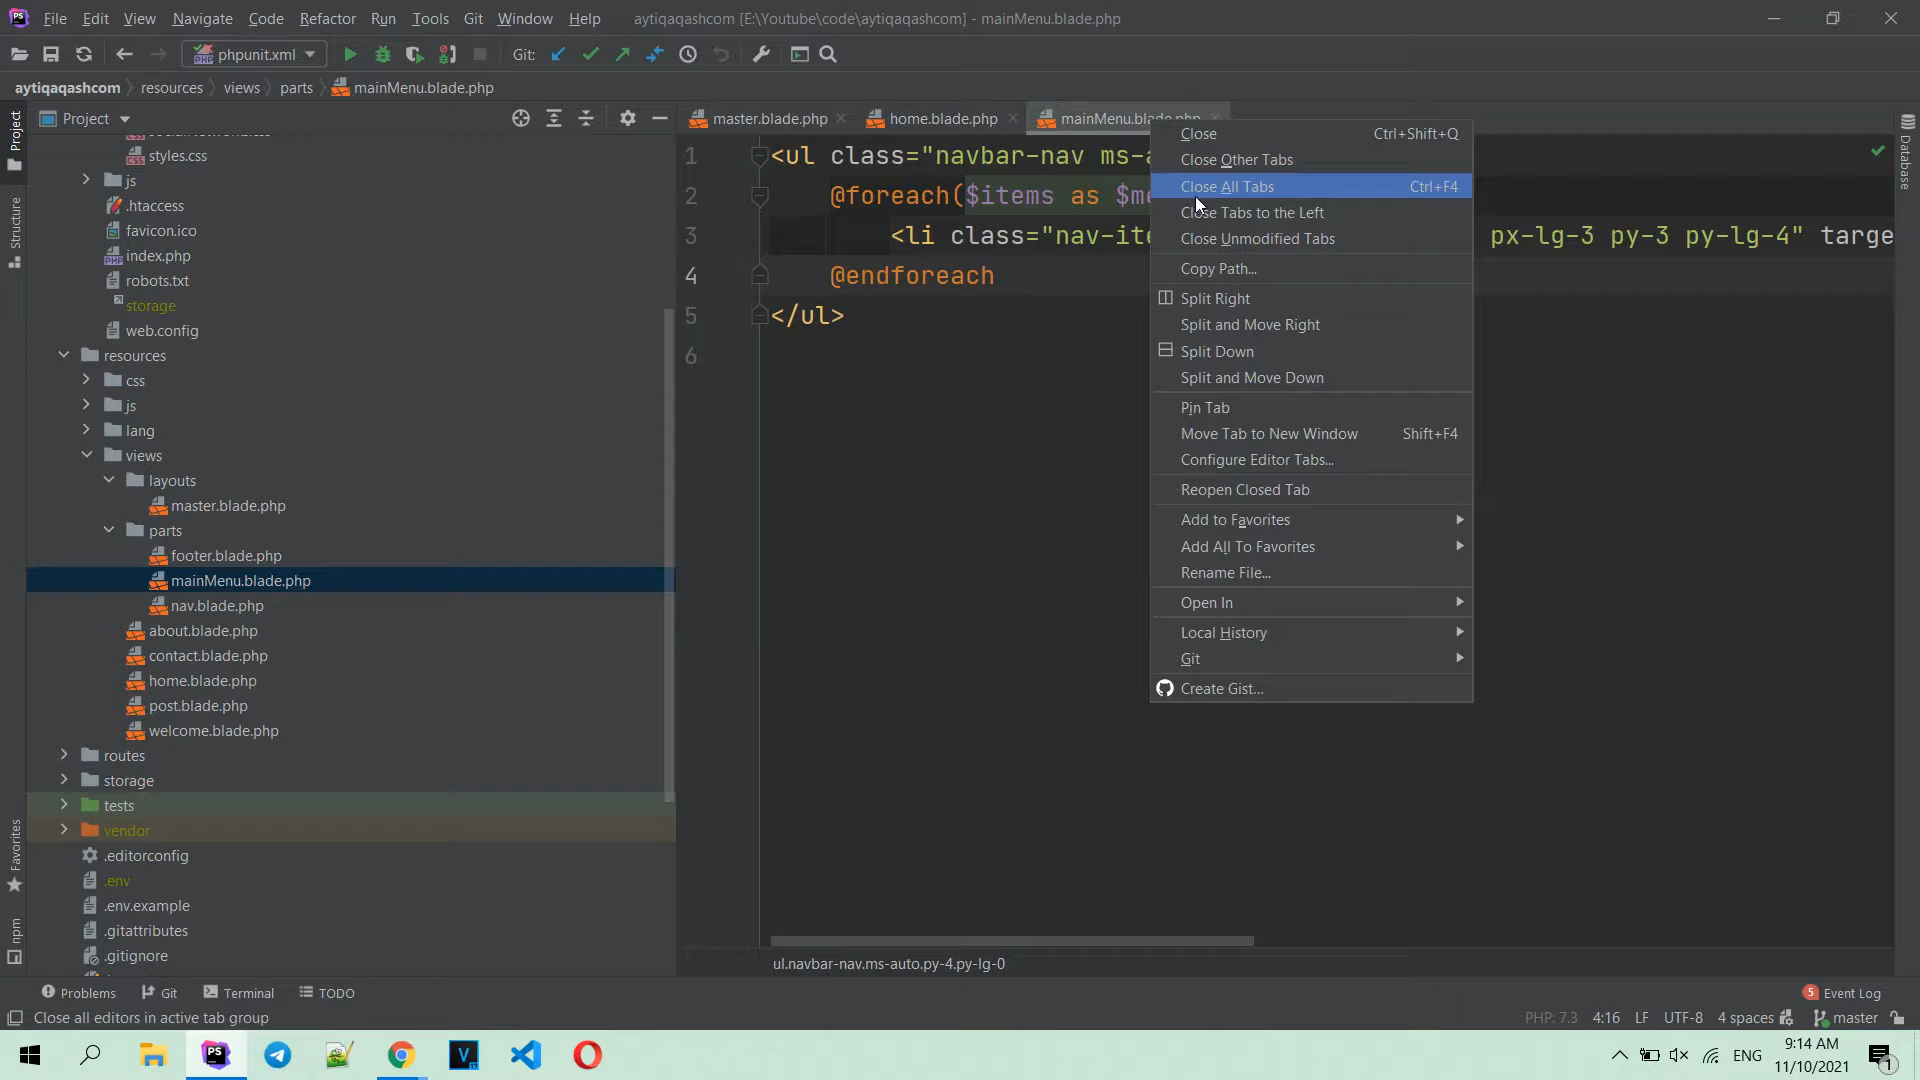 File Edit View Navigate Code Refactor Run Tools Git Window Help aytiqaqashcom [E:\Youtube\code\aytiqaqashcom] - mainMenu.blade.php
phpunit.xml Git:
aytiqaqashcom resources views parts mainMenu.blade.php
Project
master.blade.php home.blade.php mainMenu.blade.php
styles.css
js
.htaccess
favicon.ico
index.php
robots.txt
storage
web.config
resources
css
js
lang
views
layouts
master.blade.php
parts
footer.blade.php
mainMenu.blade.php
nav.blade.php
about.blade.php
contact.blade.php
home.blade.php
post.blade.php
welcome.blade.php
routes
storage
tests
vendor
.editorconfig
.env
.env.example
.gitattributes
.gitignore
Project
Structure
Favorites
npm
1 <ul class="navbar-nav ms-a
2 @foreach($items as $me
3 <li class="nav-ite px-lg-3 py-3 py-lg-4" targe
4 @endforeach
5 </ul>
6
Close Ctrl+Shift+Q
Close Other Tabs
Close All Tabs Ctrl+F4
Close Tabs to the Left
Close Unmodified Tabs
Copy Path...
Split Right
Split and Move Right
Split Down
Split and Move Down
Pin Tab
Move Tab to New Window Shift+F4
Configure Editor Tabs...
Reopen Closed Tab
Add to Favorites
Add All To Favorites
Rename File...
Open In
Local History
Git
Create Gist...
Database
ul.navbar-nav.ms-auto.py-4.py-lg-0
Problems Git Terminal TODO 5 Event Log
Close all editors in active tab group PHP: 7.3 4:16 LF UTF-8 4 spaces master
ENG 9:14 AM
11/10/2021 1